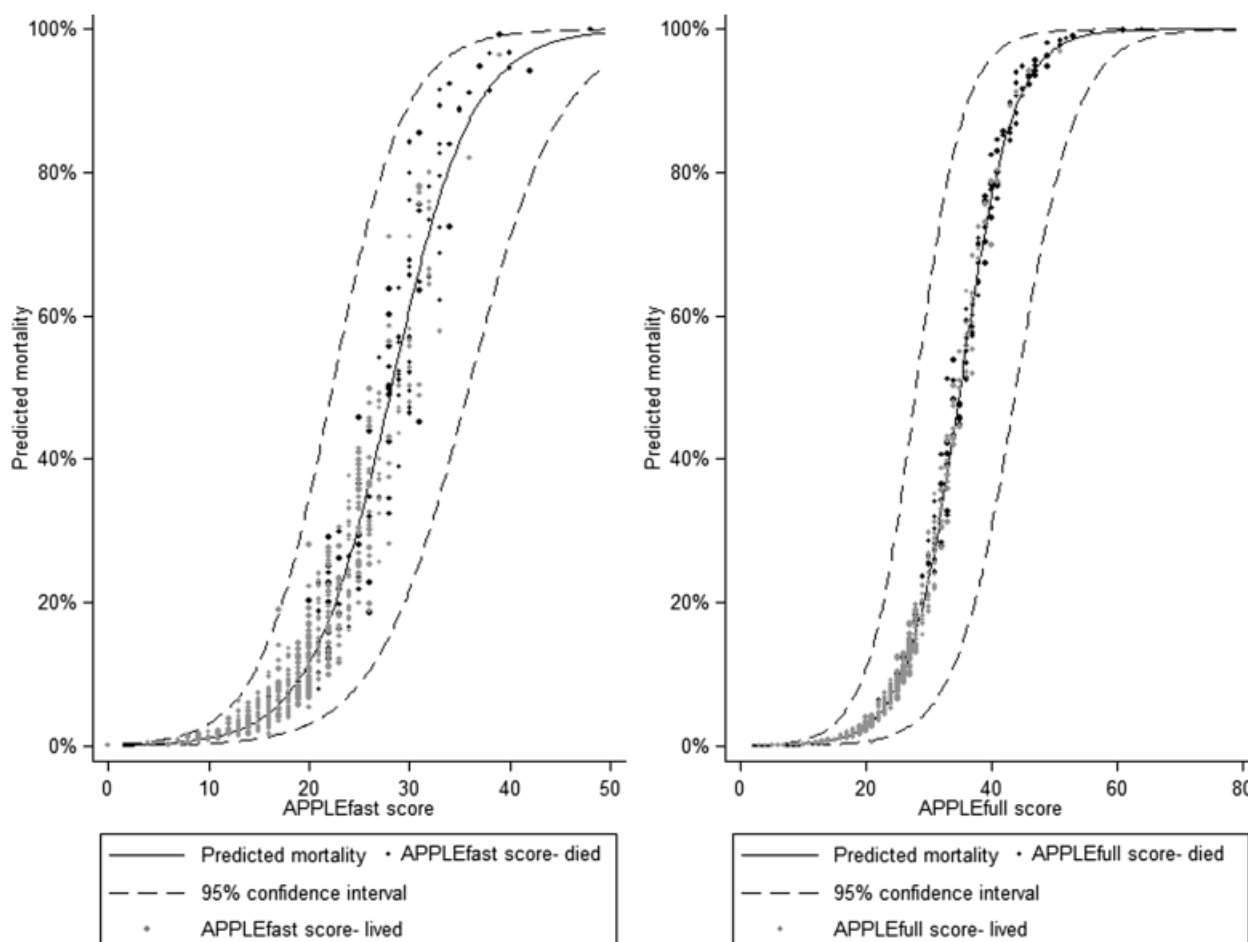 100%
80%
60%
40%
20%
0%
Predicted mortality
0 10 20 30 40 50
APPLEfast score
Predicted mortality
APPLEfast score- died
95% confidence interval
APPLEfast score- lived
100%
80%
60%
40%
20%
0%
Predicted mortality
0 20 40 60 80
APPLEfull score
Predicted mortality
APPLEfull score- died
95% confidence interval
APPLEfull score- lived